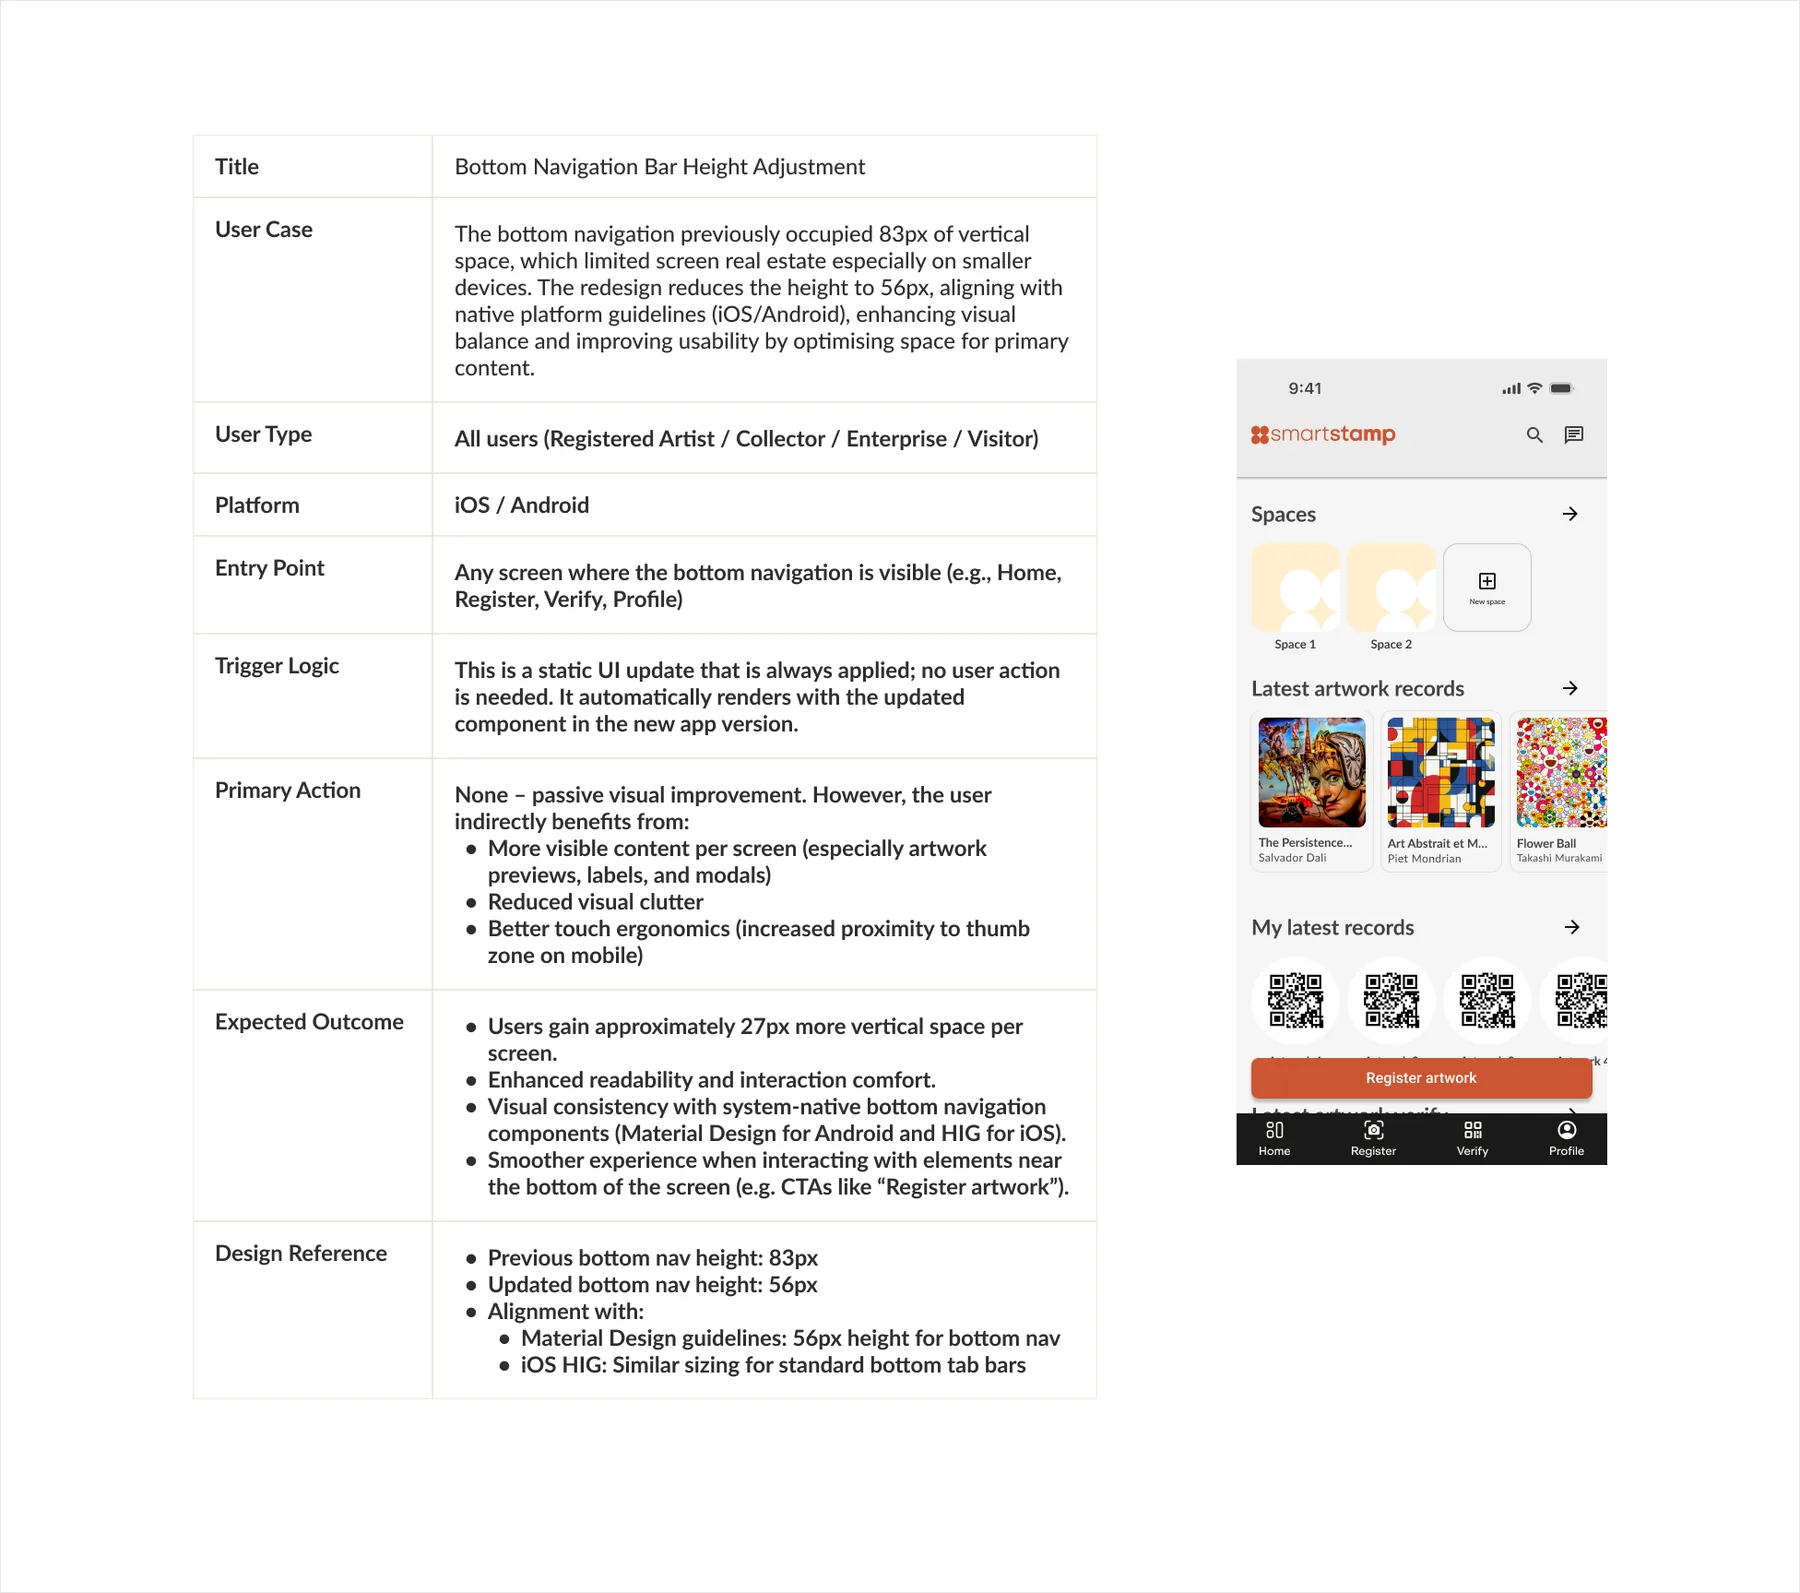 Title
Bottom Navigation Bar Height Adjustment
User Case
The bottom navigation previously occupied 83px of vertical
space, which limited screen real estate especially on smaller
devices. The redesign reduces the height to 56px, aligning with
native platform guidelines (iOS/Android), enhancing visual
balance and improving usability by optimising space for primary
content.
User Type
All users (Registered Artist / Collector / Enterprise / Visitor)
Platform
iOS / Android
Entry Point
Any screen where the bottom navigation is visible (e.g., Home,
Register, Verify, Profile)
Trigger Logic
This is a static UI update that is always applied; no user action
is needed. It automatically renders with the updated
component in the new app version.
Primary Action
None – passive visual improvement. However, the user
indirectly benefits from:
● More visible content per screen (especially artwork
previews, labels, and modals)
● Reduced visual clutter
● Better touch ergonomics (increased proximity to thumb
zone on mobile)
Expected Outcome
● Users gain approximately 27px more vertical space per
screen.
● Enhanced readability and interaction comfort.
● Visual consistency with system-native bottom navigation
components (Material Design for Android and HIG for iOS).
● Smoother experience when interacting with elements near
the bottom of the screen (e.g. CTAs like “Register artwork”).
Design Reference
● Previous bottom nav height: 83px
● Updated bottom nav height: 56px
● Alignment with:
● Material Design guidelines: 56px height for bottom nav
● iOS HIG: Similar sizing for standard bottom tab bars
9:41
smartstamp
Spaces
New space
Space 1 Space 2
Latest artwork records
The Persistence... Art Abstrait et M... Flower Ball
Salvador Dali Piet Mondrian Takashi Murakami
My latest records
Register artwork
Latest artwork verify
Home Register Verify Profile